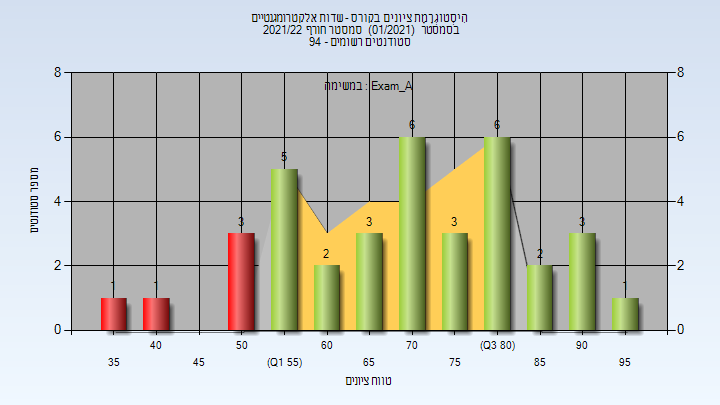 היסטוגרמת ציונים בקורס - שדות אלקטרומגנטיים
בסמסטר (01/2021) סמסטר חורף 2021/22
סטודנטים רשומים - 94
במשימה : Exam_A
מספר סטודנטים
8 8
6 6
4 4
2 2
0 0
1 1 3 5 2 3 6 3 6 2 3 1
40 50 60 70 (Q3 80) 90
35 45 (Q1 55) 65 75 85 95
טווח ציונים